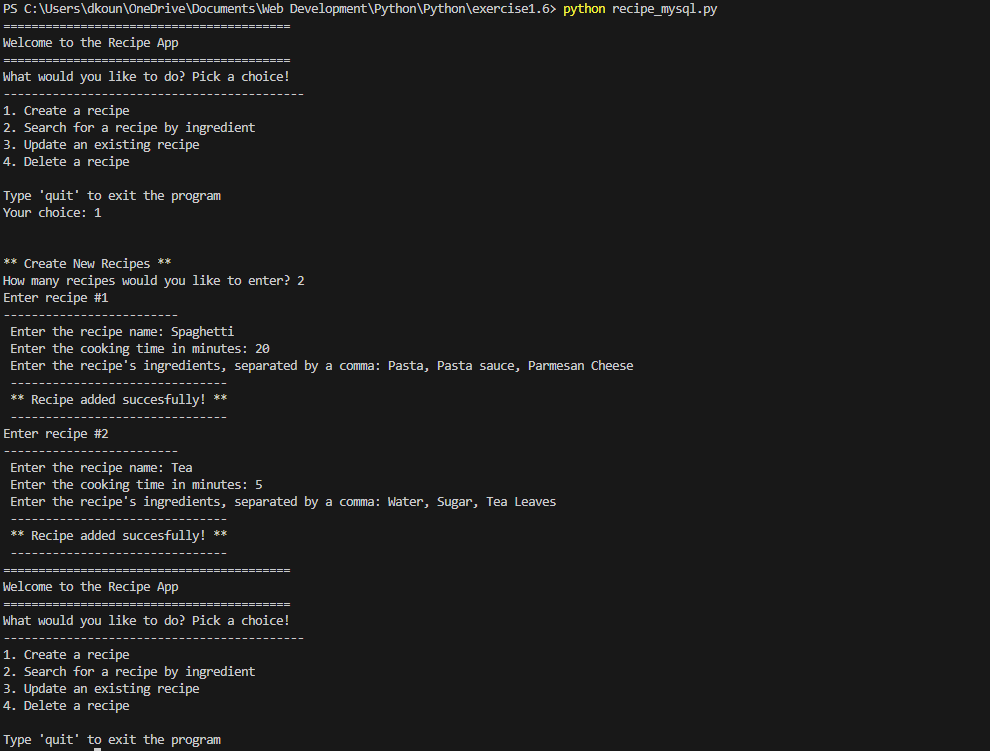 PS C:\Users\dkoun\OneDrive\Documents\Web Development\Python\Python\exercise1.6> python recipe_mysql.py
=========================================
Welcome to the Recipe App
=========================================
What would you like to do? Pick a choice!
-------------------------------------------
1. Create a recipe
2. Search for a recipe by ingredient
3. Update an existing recipe
4. Delete a recipe

Type 'quit' to exit the program
Your choice: 1

** Create New Recipes **
How many recipes would you like to enter? 2
Enter recipe #1
-------------------------
 Enter the recipe name: Spaghetti
 Enter the cooking time in minutes: 20
 Enter the recipe's ingredients, separated by a comma: Pasta, Pasta sauce, Parmesan Cheese
 -------------------------------
 ** Recipe added succesfully! **
 -------------------------------
Enter recipe #2
-------------------------
 Enter the recipe name: Tea
 Enter the cooking time in minutes: 5
 Enter the recipe's ingredients, separated by a comma: Water, Sugar, Tea Leaves
 -------------------------------
 ** Recipe added succesfully! **
 -------------------------------
=========================================
Welcome to the Recipe App
=========================================
What would you like to do? Pick a choice!
-------------------------------------------
1. Create a recipe
2. Search for a recipe by ingredient
3. Update an existing recipe
4. Delete a recipe

Type 'quit' to exit the program